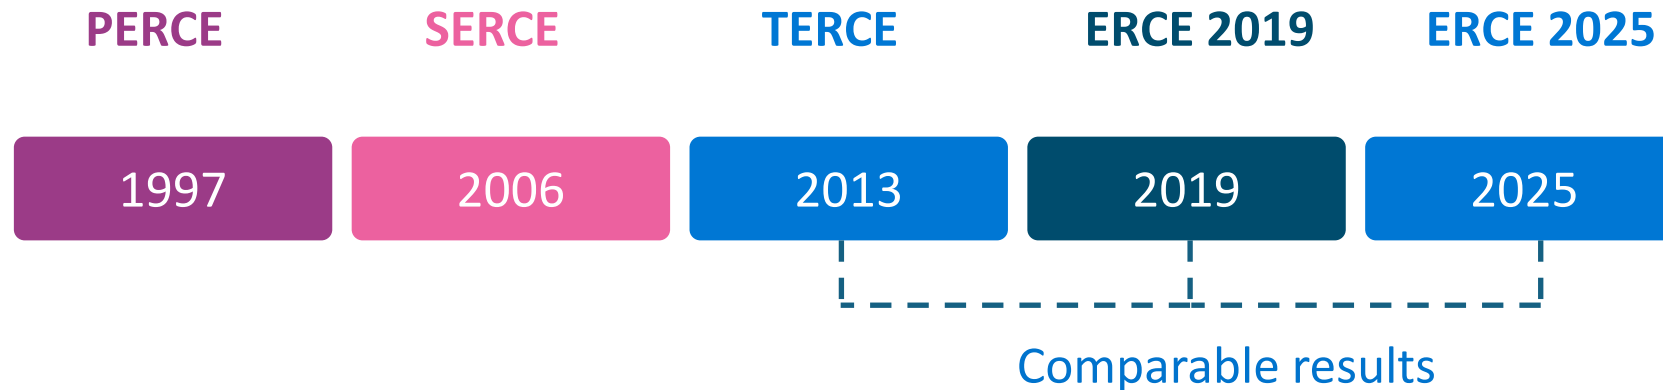 PERCE SERCE TERCE ERCE 2019 ERCE 2025
1997 2006 2013 2019 2025
Comparable results